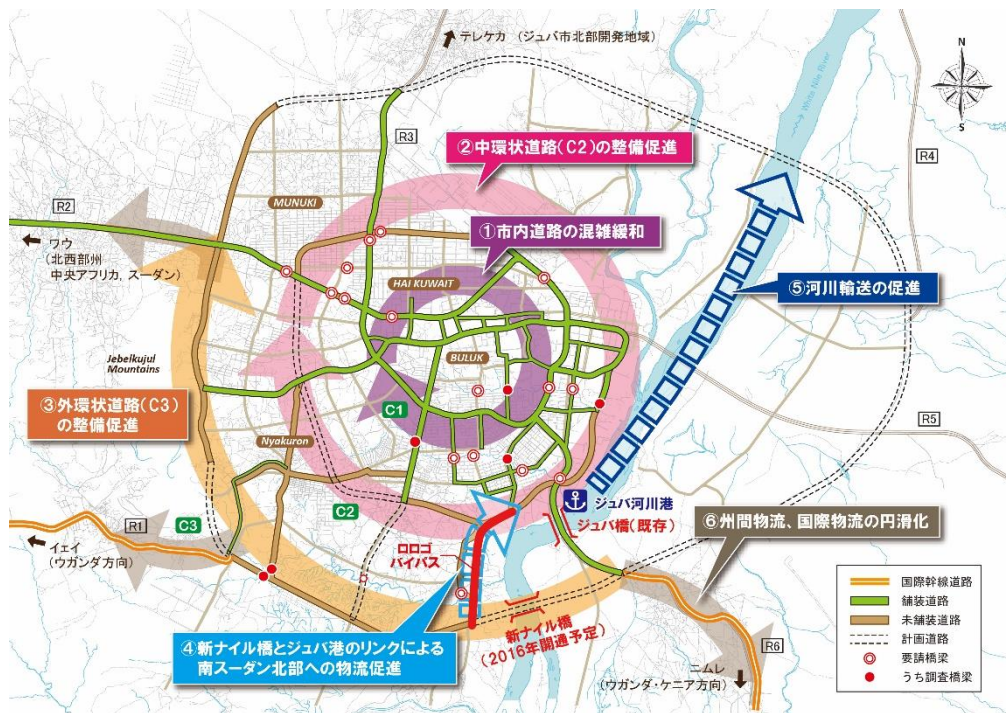 テレケカ (ジュバ市北部開発地域)
N
S
White Nile River
R3
R4
②中環状道路(C2)の整備促進
MUNUKI
R2
①市内道路の混雑緩和
ワウ
(北西部州
中央アフリカ, スーダン)
HAI KUWAIT
⑤河川輸送の促進
Jebelkujul
Mountains
BULUK
③外環状道路(C3)
の整備促進
C1
R5
Nyokuron
ジュバ河川港
C2
ジュバ橋(既存)
⑥州間物流、国際物流の円滑化
R1
C3
イェイ
(ウガンダ方向)
ロロゴ
バイパス
新ナイル橋
(2016年開通予定)
④新ナイル橋とジュバ港のリンクによる
南スーダン北部への物流促進
R6
ニムレ
(ウガンダ・ケニア方向)
国際幹線道路
舗装道路
未舗装道路
計画道路
要請橋梁
うち調査橋梁